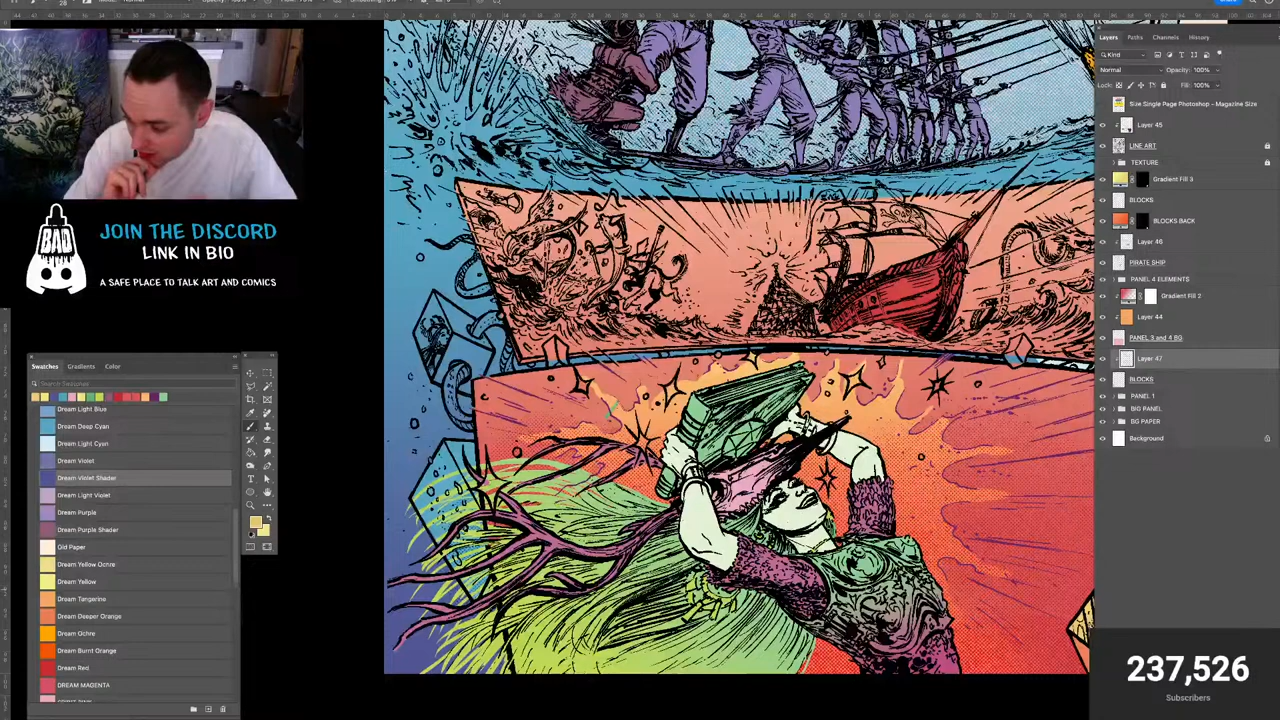 Layers
Paths
Channels
History
Kind
Normal
Opacity: 100%
Lock:
Fill: 100%
Size Single Page Photoshop - Magazine Size
Layer 45
LINE ART
TEXTURE
Gradient Fill 3
BLOCKS
BLOCKS BACK
Layer 46
PIRATE SHIP
PANEL 4 ELEMENTS
Gradient Fill 2
Layer 44
PANEL 3 and 4 BG
Layer 47
BLOCKS
PANEL 1
BIG PANEL
BG PAPER
Background
BAD
JOIN THE DISCORD
LINK IN BIO
A SAFE PLACE TO TALK ART AND COMICS
Swatches
Gradients
Color
Search Swatches
Dream Light Blue
Dream Deep Cyan
Dream Light Cyan
Dream Violet
Dream Violet Shader
Dream Light Violet
Dream Purple
Dream Purple Shader
Old Paper
Dream Yellow Ochre
Dream Yellow
Dream Tangerine
Dream Deeper Orange
Dream Ochre
Dream Burnt Orange
Dream Red
DREAM MAGENTA
237,526
Subscribers